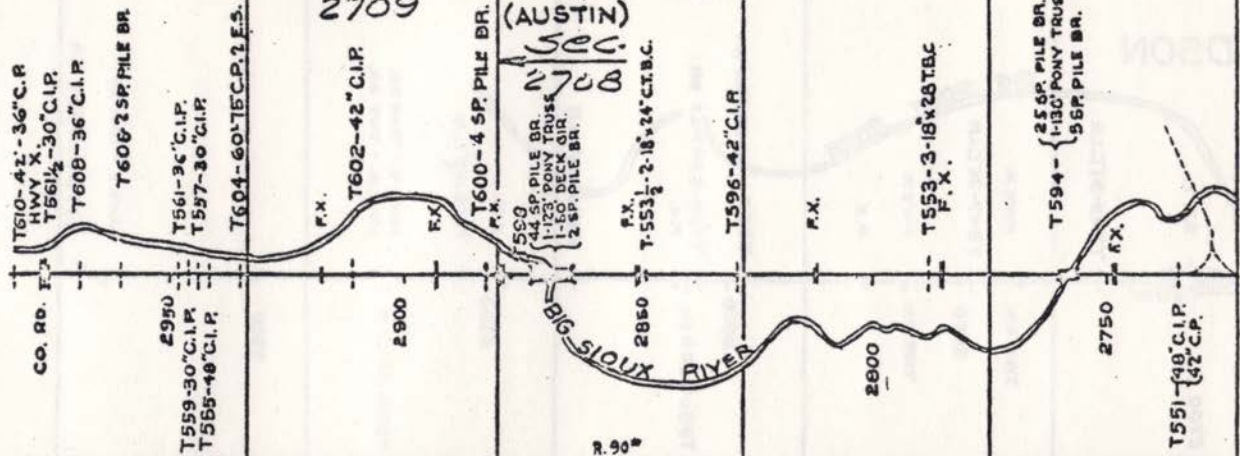 2709
(AUSTIN)
Sec.
2708
T610-42'-36"C.P.
HWY X.
T561½-30"C.I.P.
T608-36"C.I.P.
T606-2 SP. PILE BR.
T561-36"C.I.P.
T557-30"C.I.P.
T604-60'-75"C.P. 2 E.S.
F.X.
T602-42"C.I.P.
F.X.
T600-4 SP. PILE BR.
F.X.
T598
44 SP. PILE BR.
1-123' PONY TRUSS
1-60' DECK GIR.
2 SP. PILE BR.
F.X.
T-553½-2-18"x24"C.T.B.C.
T596-42"C.I.P.
F.X.
T553-3-18"x28"T.B.C.
F.X.
T594-
25 SP. PILE BR.
1-130' PONY TRUSS
5 SP. PILE BR.
F.X.
CO. RD.
2950
T559-30"C.I.P.
T555-48"C.I.P.
2900
BIG SIOUX RIVER
2850
2800
2750
T551-
48"C.I.P.
42"C.P.
R.90#